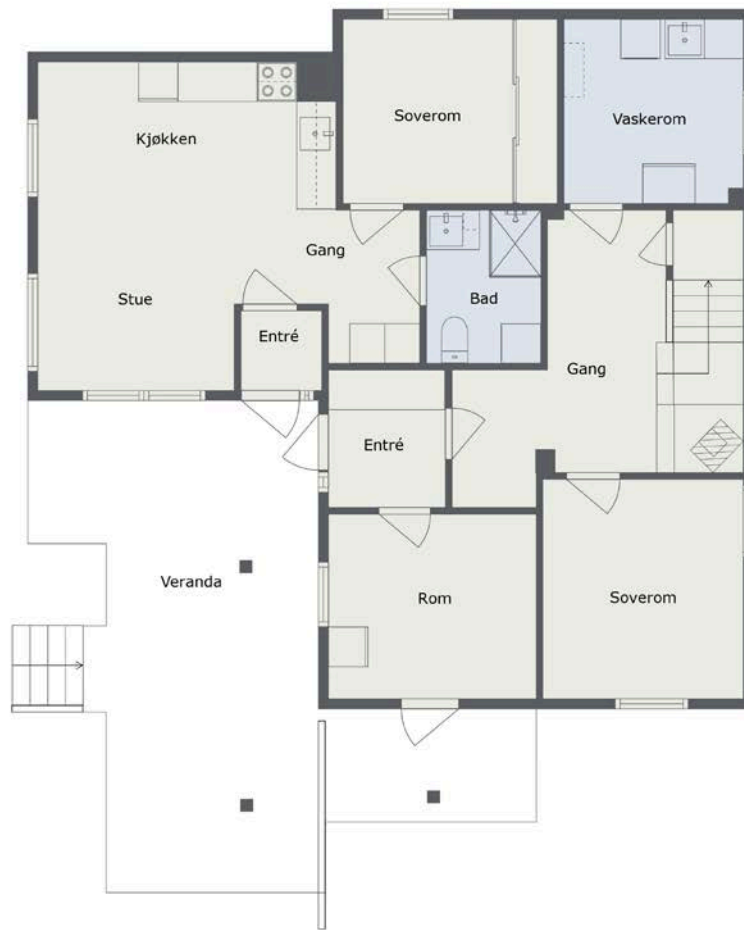 Soverom
Vaskerom
Kjøkken
Gang
Stue
Bad
Entré
Gang
Entré
Veranda
Rom
Soverom